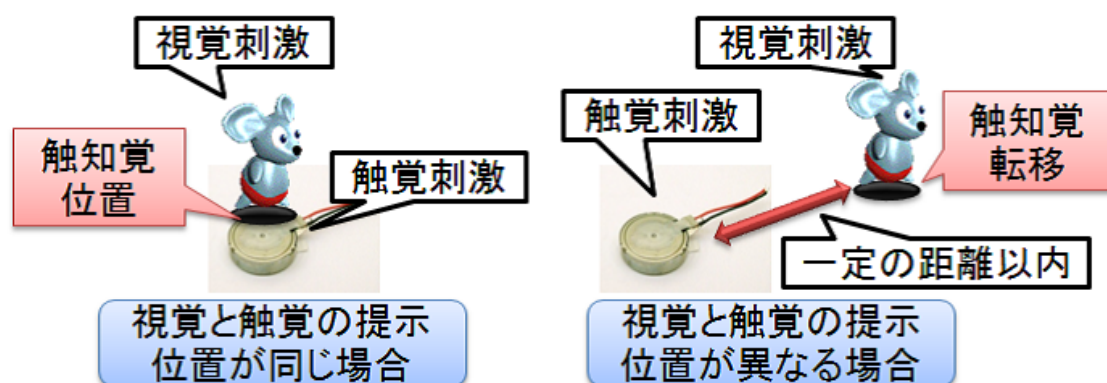 視覚刺激
触知覚
位置
触覚刺激
視覚と触覚の提示
位置が同じ場合
視覚刺激
触覚刺激
触知覚
転移
一定の距離以内
視覚と触覚の提示
位置が異なる場合